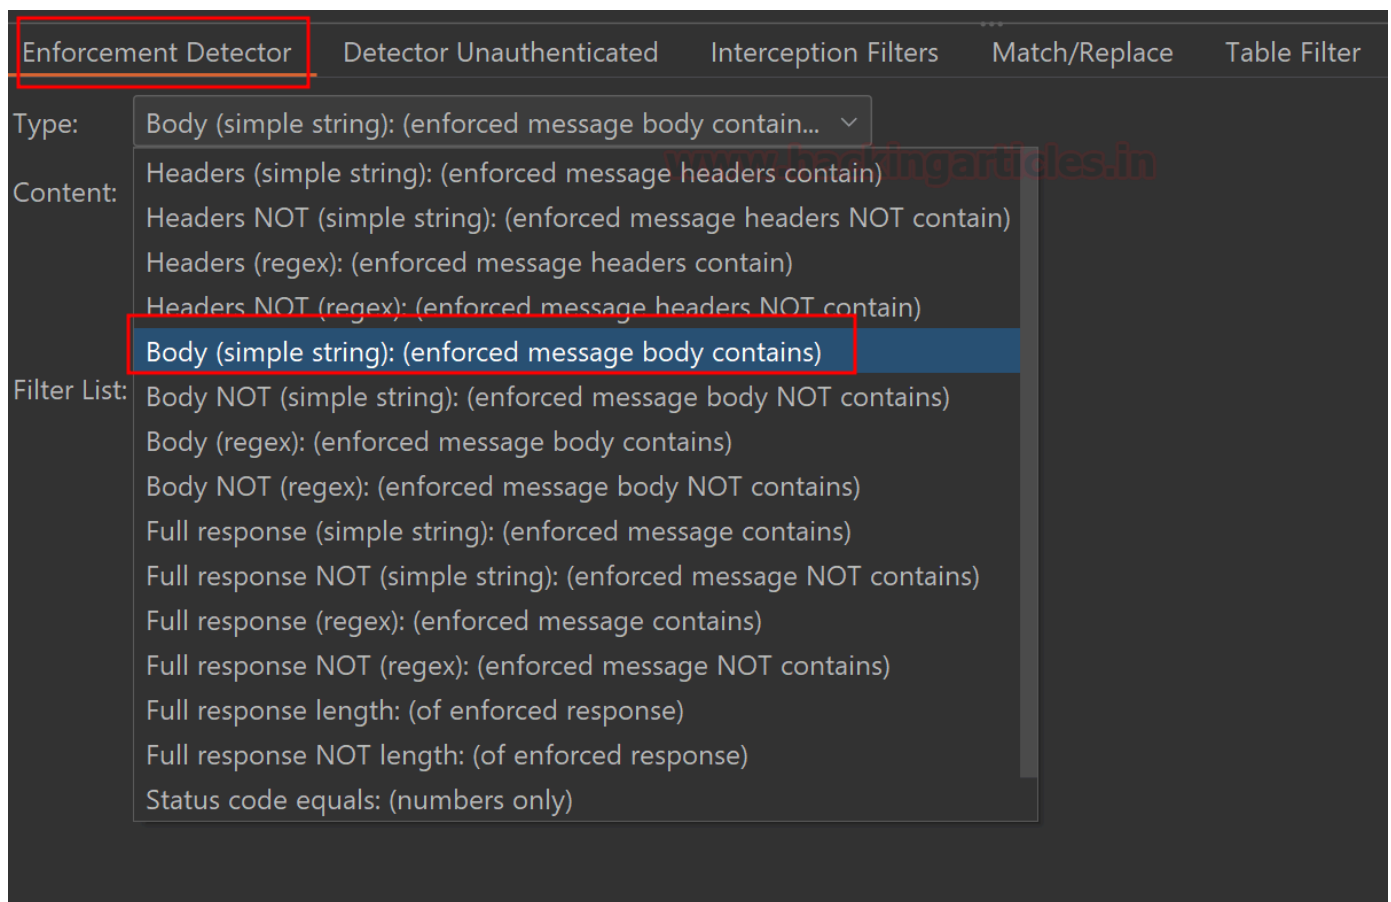 Enforcement Detector Detector Unauthenticated Interception Filters Match/Replace Table Filter
Type: Body (simple string): (enforced message body contain...
www.hackingarticles.in
Headers (simple string): (enforced message headers contain)
Content:
Headers NOT (simple string): (enforced message headers NOT contain)
Headers (regex): (enforced message headers contain)
Headers NOT (regex): (enforced message headers NOT contain)
Body (simple string): (enforced message body contains)
Filter List: Body NOT (simple string): (enforced message body NOT contains)
Body (regex): (enforced message body contains)
Body NOT (regex): (enforced message body NOT contains)
Full response (simple string): (enforced message contains)
Full response NOT (simple string): (enforced message NOT contains)
Full response (regex): (enforced message contains)
Full response NOT (regex): (enforced message NOT contains)
Full response length: (of enforced response)
Full response NOT length: (of enforced response)
Status code equals: (numbers only)